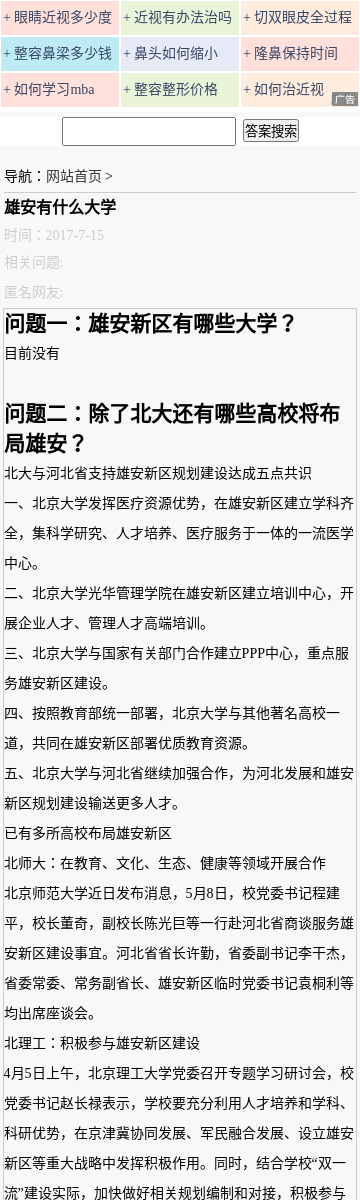 + 眼睛近视多少度
+ 近视有办法治吗
+ 切双眼皮全过程
+ 整容鼻梁多少钱
+ 鼻头如何缩小
+ 隆鼻保持时间
+ 如何学习mba
+ 整容整形价格
+ 如何治近视
广告
答案搜索
导航：网站首页 >
雄安有什么大学
时间：2017-7-15
相关问题:
匿名网友:
问题一：雄安新区有哪些大学？
目前没有
问题二：除了北大还有哪些高校将布
局雄安？
北大与河北省支持雄安新区规划建设达成五点共识
一、北京大学发挥医疗资源优势，在雄安新区建立学科齐
全，集科学研究、人才培养、医疗服务于一体的一流医学
中心。
二、北京大学光华管理学院在雄安新区建立培训中心，开
展企业人才、管理人才高端培训。
三、北京大学与国家有关部门合作建立PPP中心，重点服
务雄安新区建设。
四、按照教育部统一部署，北京大学与其他著名高校一
道，共同在雄安新区部署优质教育资源。
五、北京大学与河北省继续加强合作，为河北发展和雄安
新区规划建设输送更多人才。
已有多所高校布局雄安新区
北师大：在教育、文化、生态、健康等领域开展合作
北京师范大学近日发布消息，5月8日，校党委书记程建
平，校长董奇，副校长陈光巨等一行赴河北省商谈服务雄
安新区建设事宜。河北省省长许勤，省委副书记李干杰，
省委常委、常务副省长、雄安新区临时党委书记袁桐利等
均出席座谈会。
北理工：积极参与雄安新区建设
4月5日上午，北京理工大学党委召开专题学习研讨会，校
党委书记赵长禄表示，学校要充分利用人才培养和学科、
科研优势，在京津冀协同发展、军民融合发展、设立雄安
新区等重大战略中发挥积极作用。同时，结合学校“双一
流”建设实际，加快做好相关规划编制和对接，积极参与